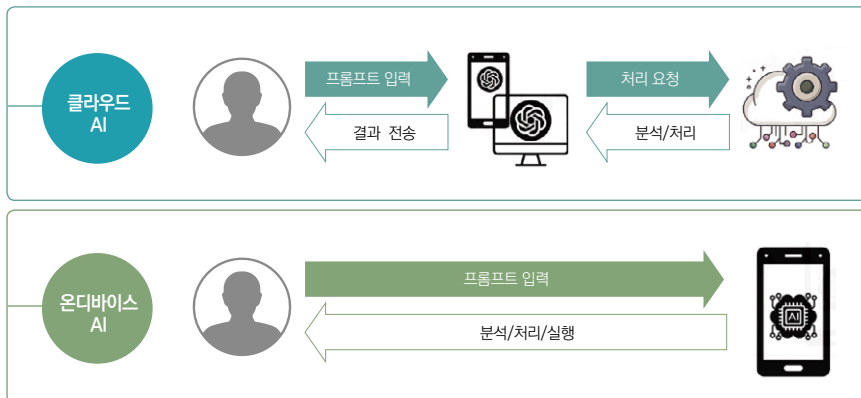 클라우드
AI
프롬프트 입력
처리 요청
결과 전송
분석/처리
온디바이스
AI
프롬프트 입력
분석/처리/실행
AI